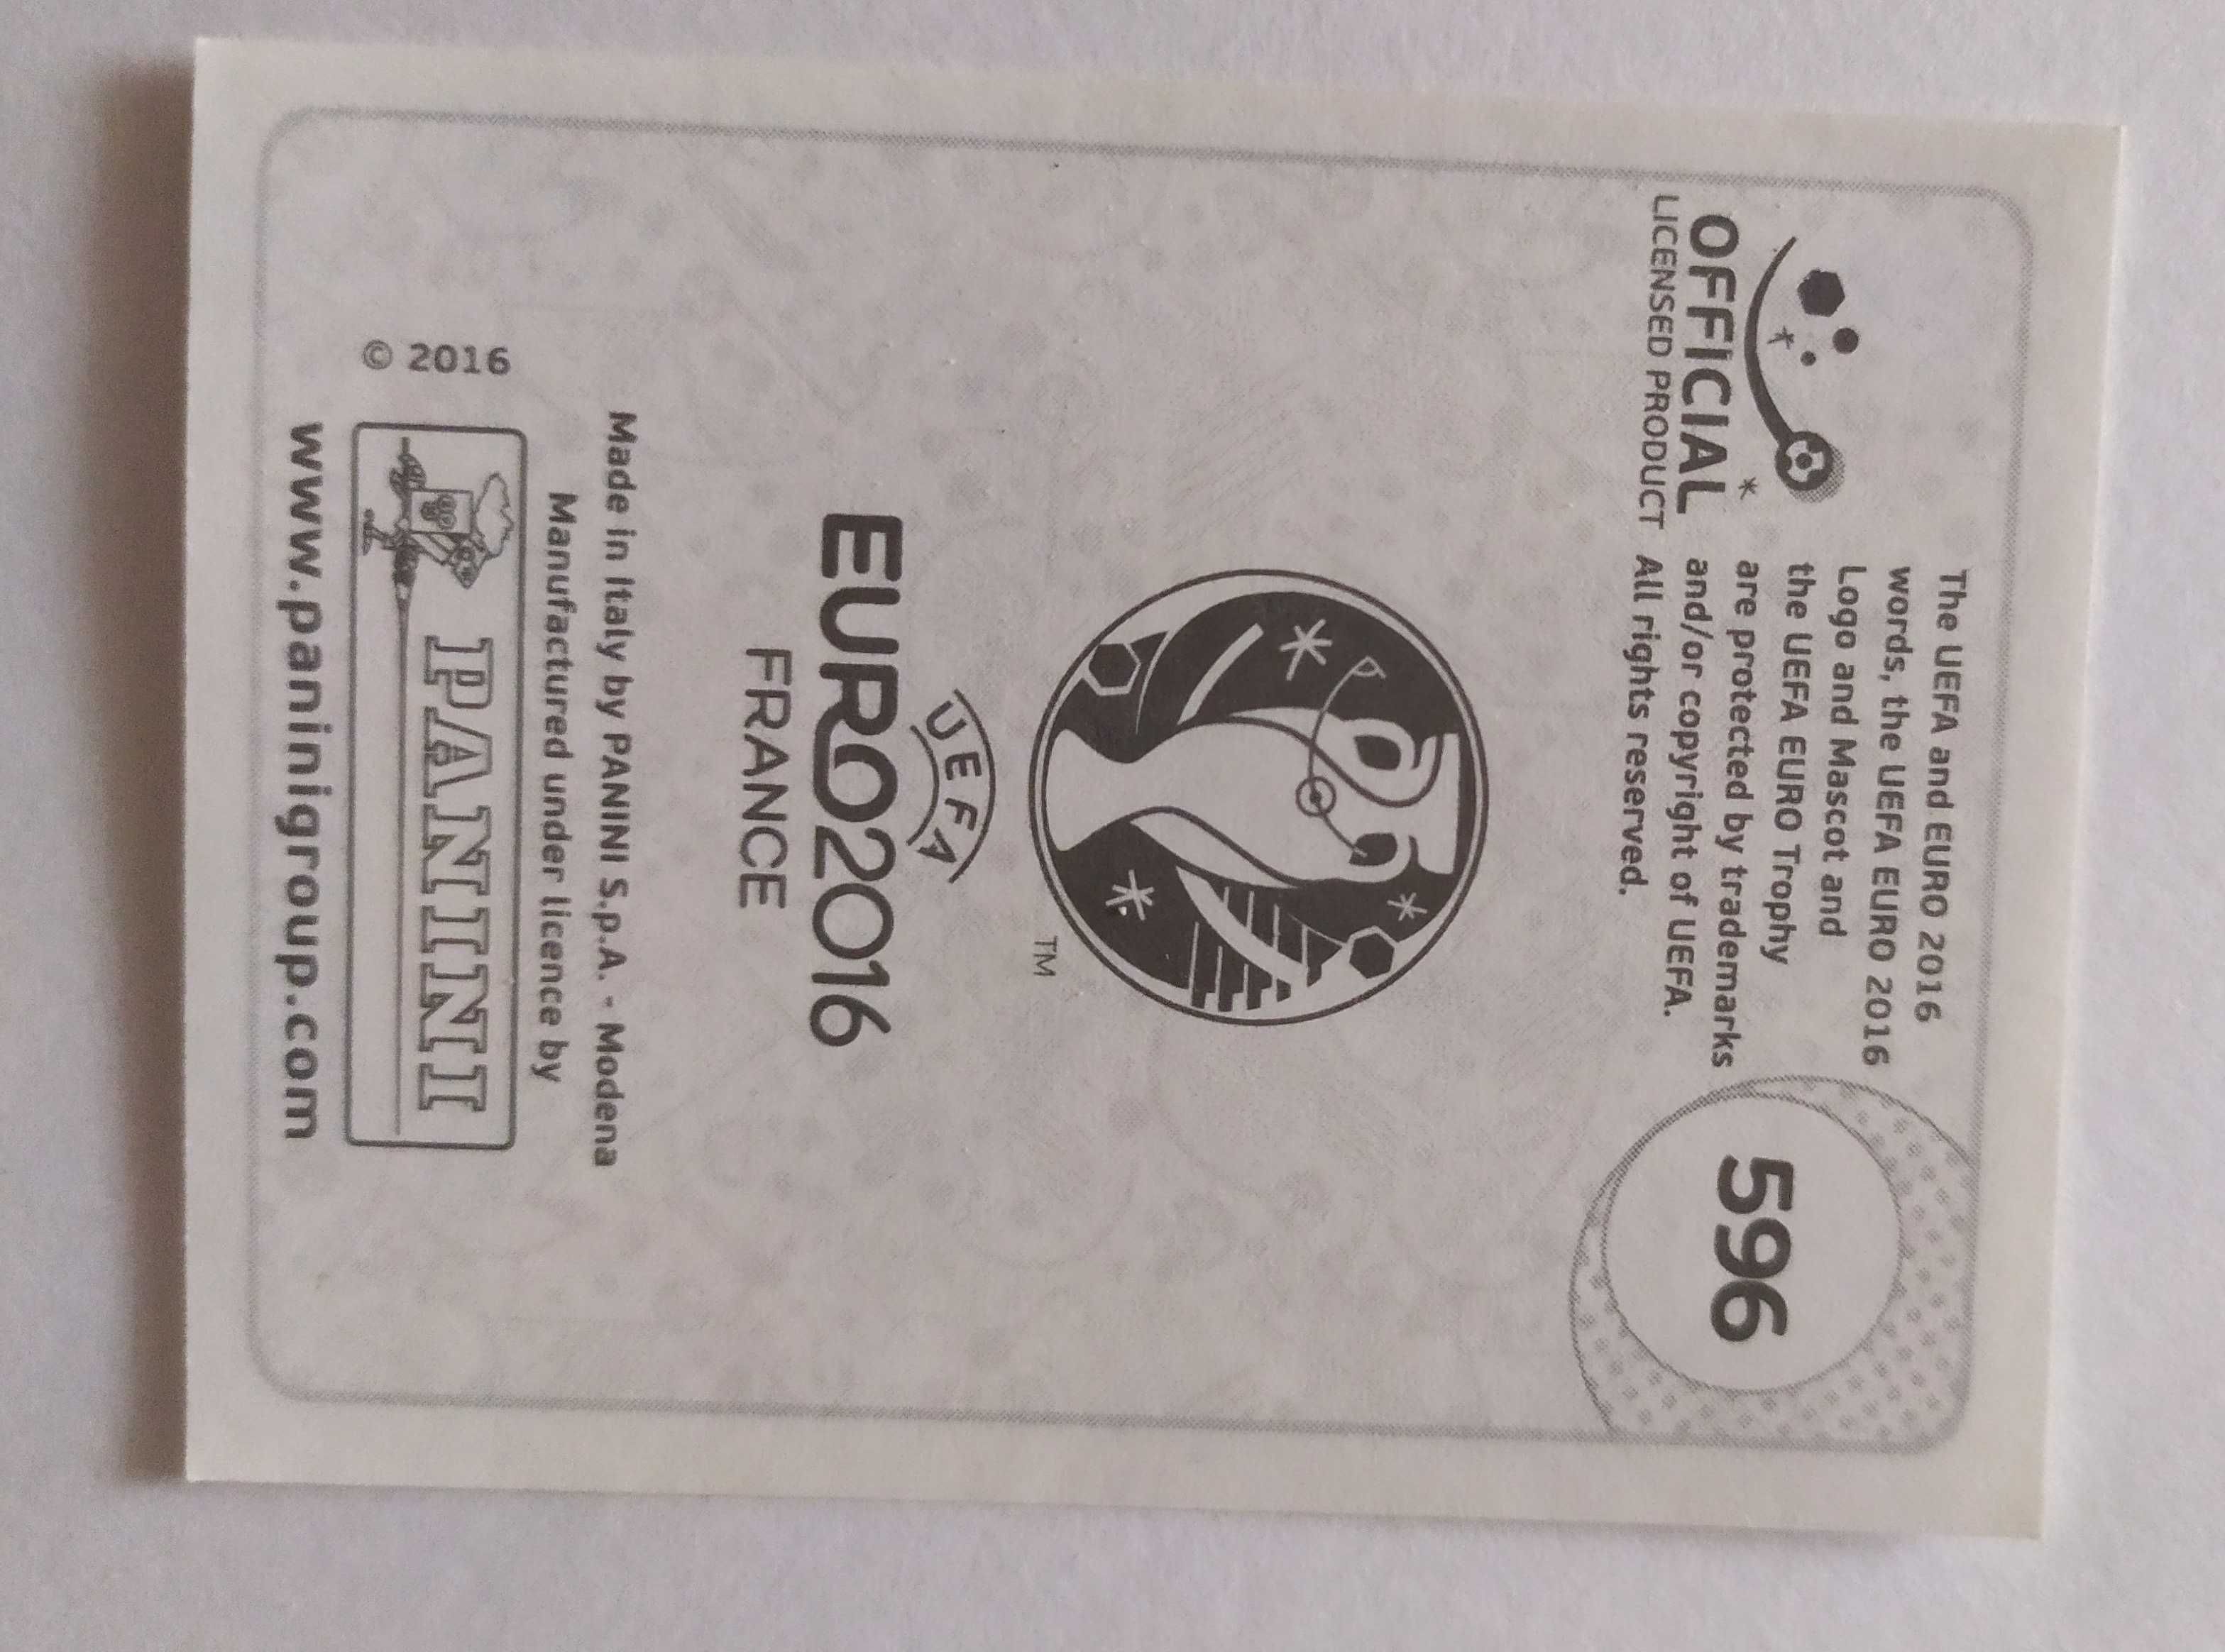 The UEFA and EURO 2016
words, the UEFA EURO 2016
Logo and Mascot and
the UEFA EURO Trophy
are protected by trademarks
and/or copyright of UEFA.
All rights reserved.
OFFICIAL
LICENSED PRODUCT
596
TM
UEFA
EURO2016
FRANCE
Made in Italy by PANINI S.p.A. - Modena
Manufactured under licence by
© 2016
PANINI
www.paninigroup.com